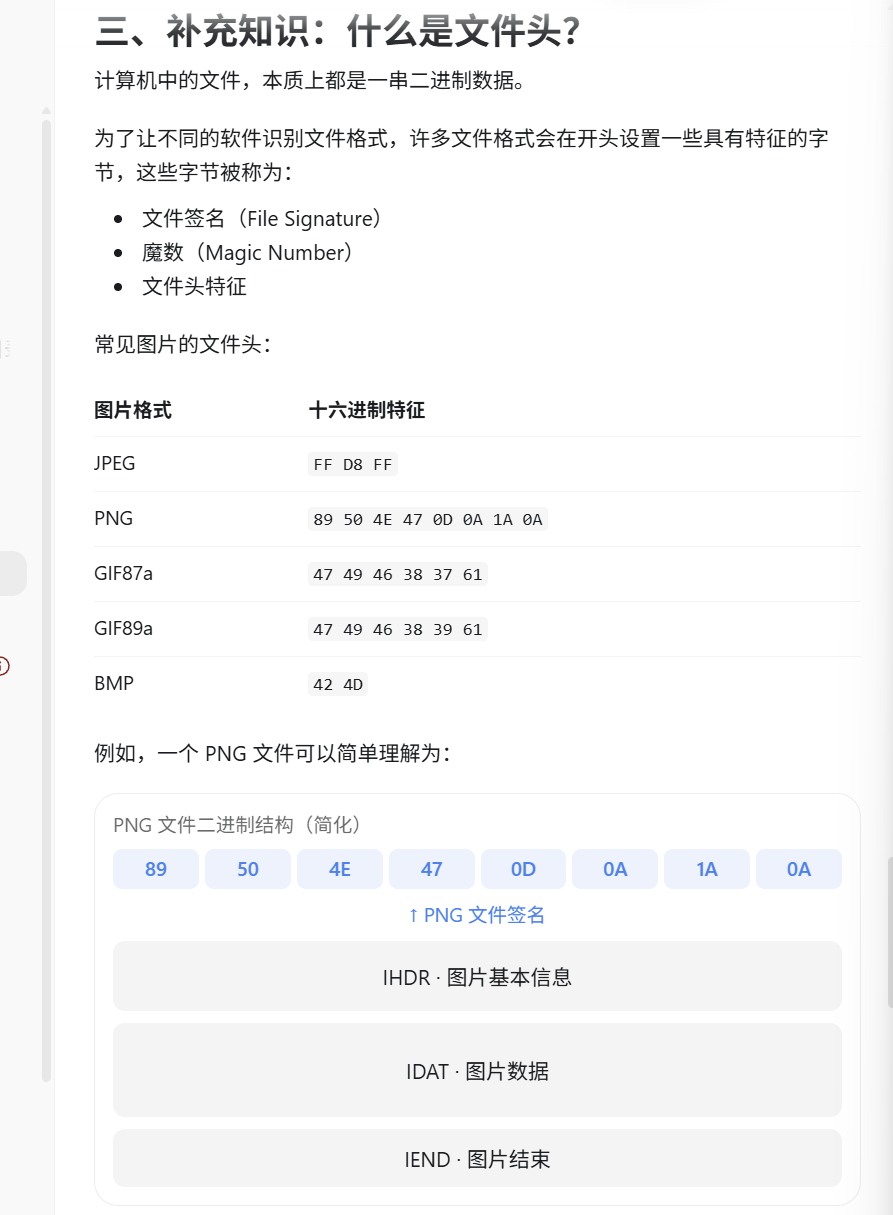 三、补充知识：什么是文件头？
计算机中的文件，本质上都是一串二进制数据。
为了让不同的软件识别文件格式，许多文件格式会在开头设置一些具有特征的字
节，这些字节被称为：
• 文件签名（File Signature）
• 魔数（Magic Number）
• 文件头特征
常见图片的文件头：
图片格式 十六进制特征
JPEG FF D8 FF
PNG 89 50 4E 47 0D 0A 1A 0A
GIF87a 47 49 46 38 37 61
GIF89a 47 49 46 38 39 61
BMP 42 4D
例如，一个 PNG 文件可以简单理解为：
PNG 文件二进制结构（简化）
89 50 4E 47 0D 0A 1A 0A
↑ PNG 文件签名
IHDR · 图片基本信息
IDAT · 图片数据
IEND · 图片结束